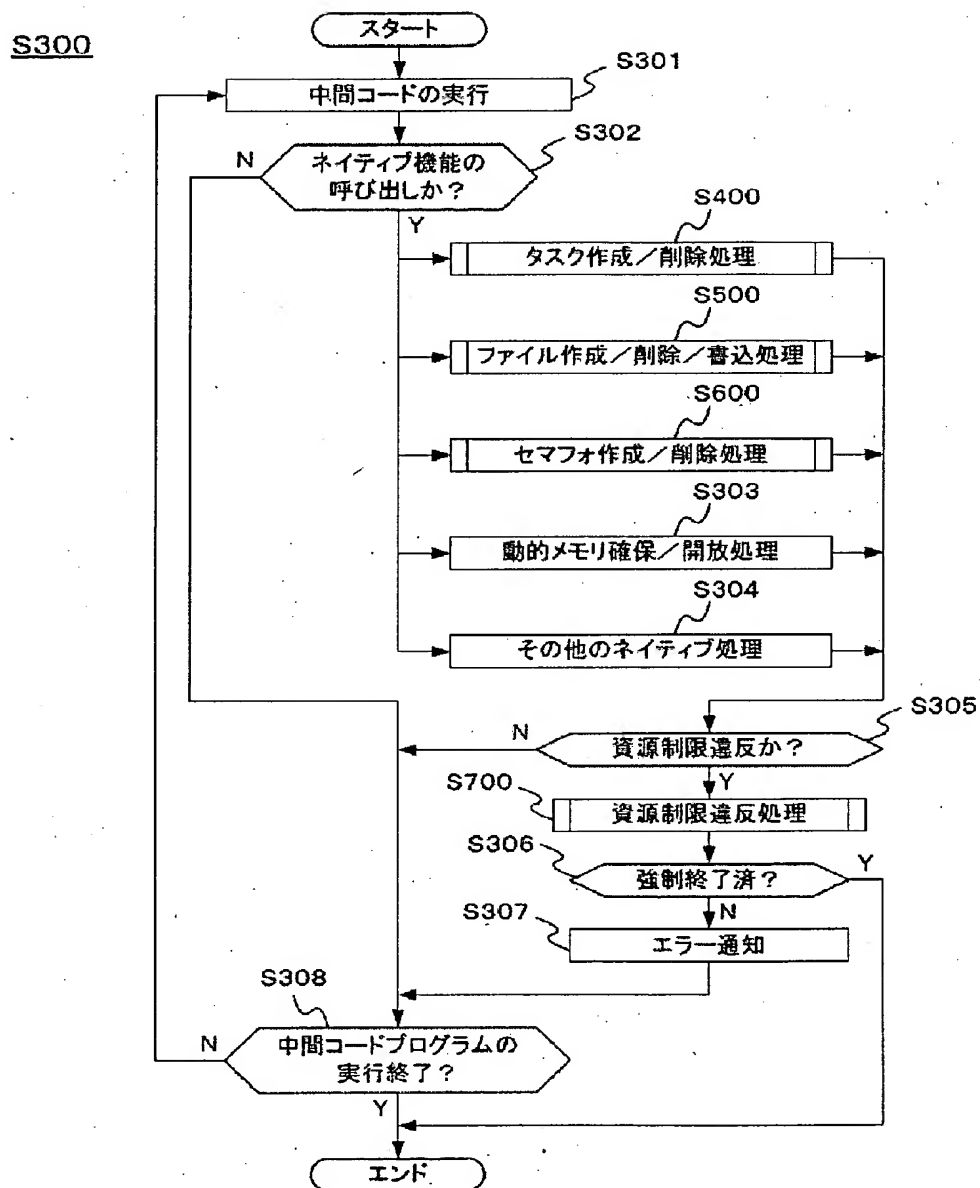 S300
スタート
S301
中間コードの実行
S302
N
ネイティブ機能の
呼び出しか?
Y
S400
タスク作成/削除処理
S500
ファイル作成/削除/書込処理
S600
セマフォ作成/削除処理
S303
動的メモリ確保/開放処理
S304
その他のネイティブ処理
S305
N
資源制限違反か?
Y
S700
資源制限違反処理
S306
強制終了済?
Y
N
S307
エラー通知
S308
N
中間コードプログラムの
実行終了?
Y
エンド